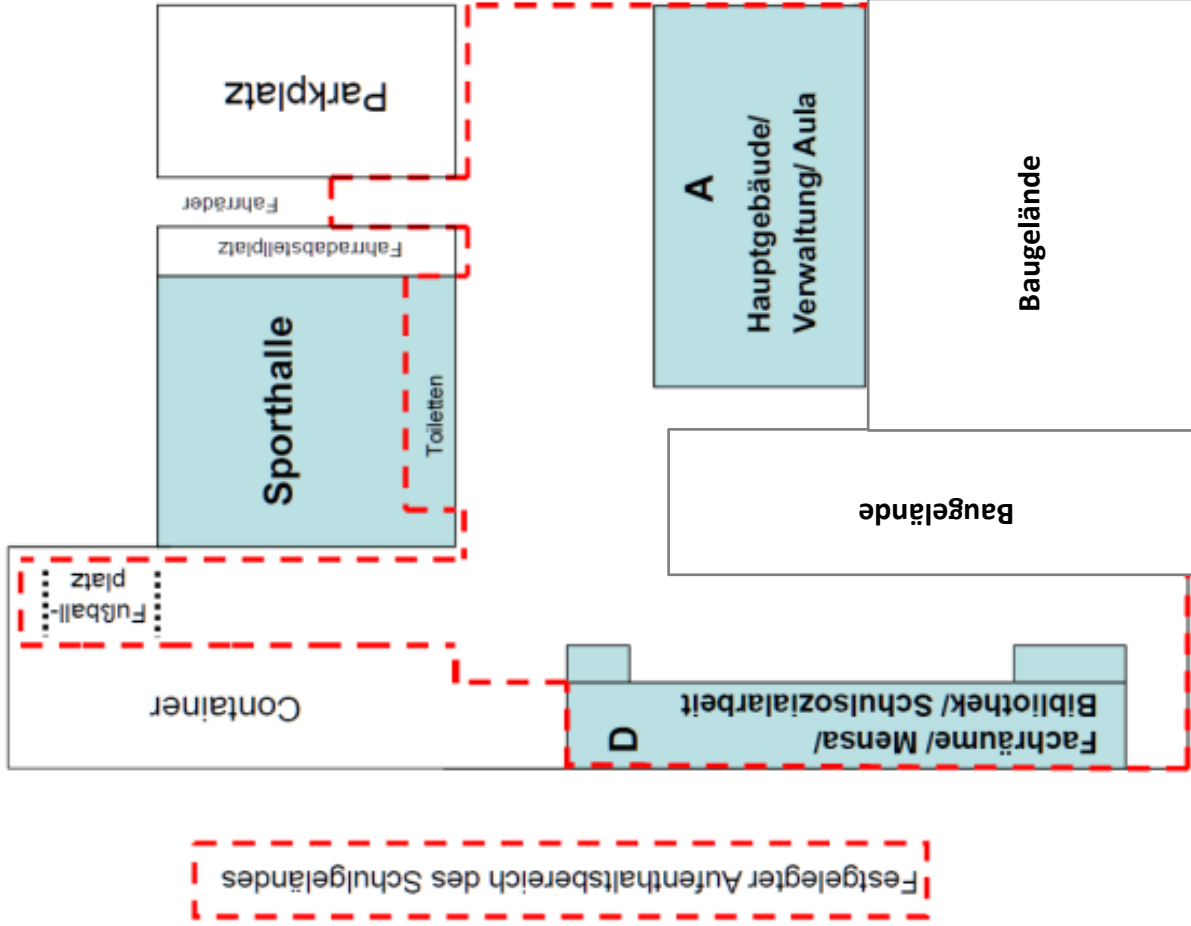 Parkplatz
Fahrräder
Fahrradabstellplatz
Sporthalle
Toiletten
A
Hauptgebäude/
Verwaltung/ Aula
Baugelände
Baugelände
Fußball-
platz
Container
D
Fachräume/ Mensa/
Bibliothek/ Schulsozialarbeit
Festgelegter Aufenthaltsbereich des Schulgeländes